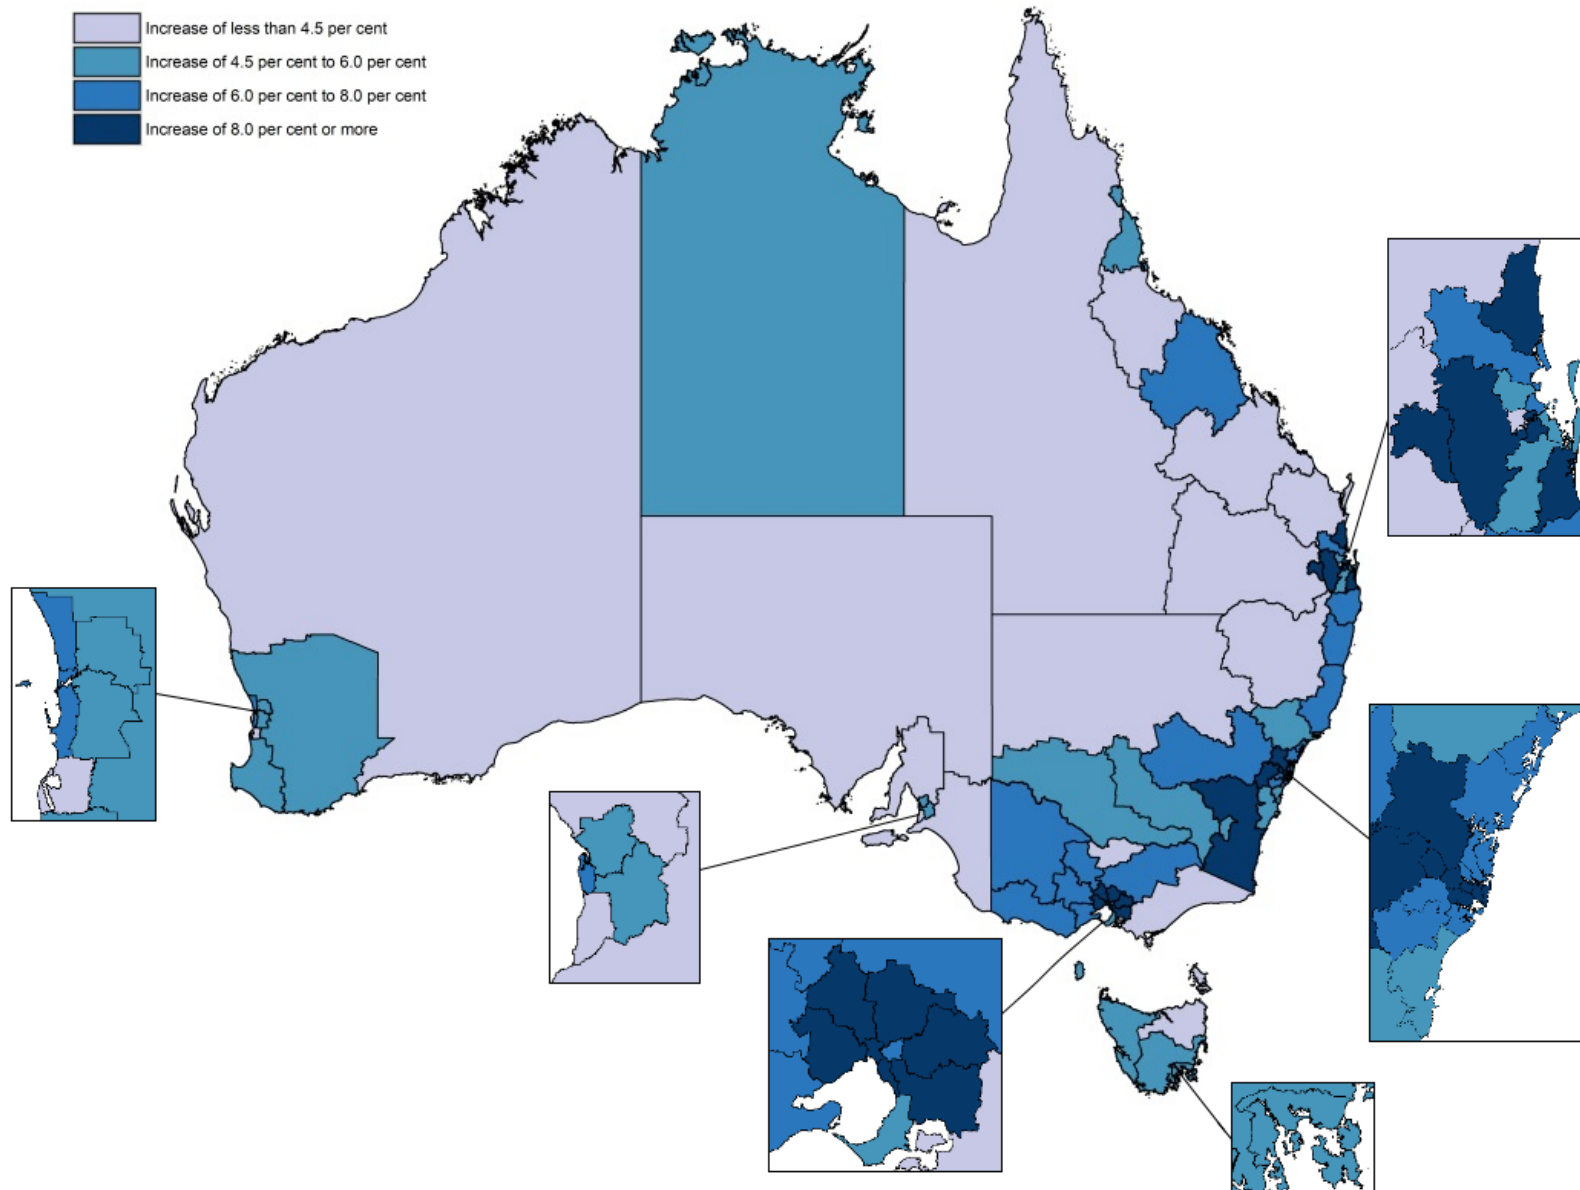 Increase of less than 4.5 per cent
Increase of 4.5 per cent to 6.0 per cent
Increase of 6.0 per cent to 8.0 per cent
Increase of 8.0 per cent or more